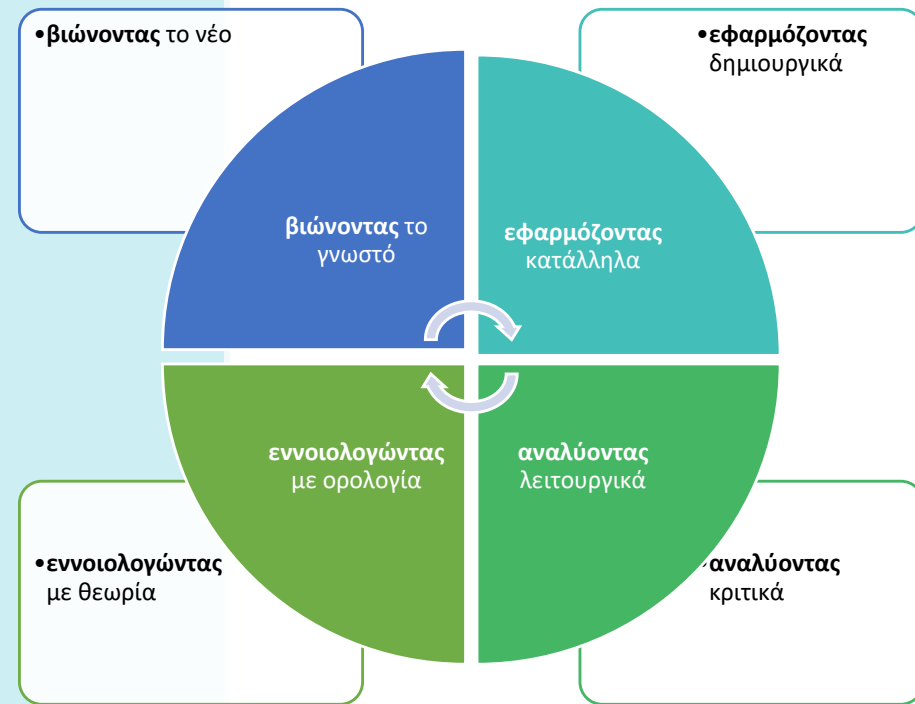 •βιώνοντας το νέο
•εφαρμόζοντας
δημιουργικά
βιώνοντας το
γνωστό
εφαρμόζοντας
κατάλληλα
εννοιολογώντας
με ορολογία
αναλύοντας
λειτουργικά
•εννοιολογώντας
με θεωρία
•αναλύοντας
κριτικά